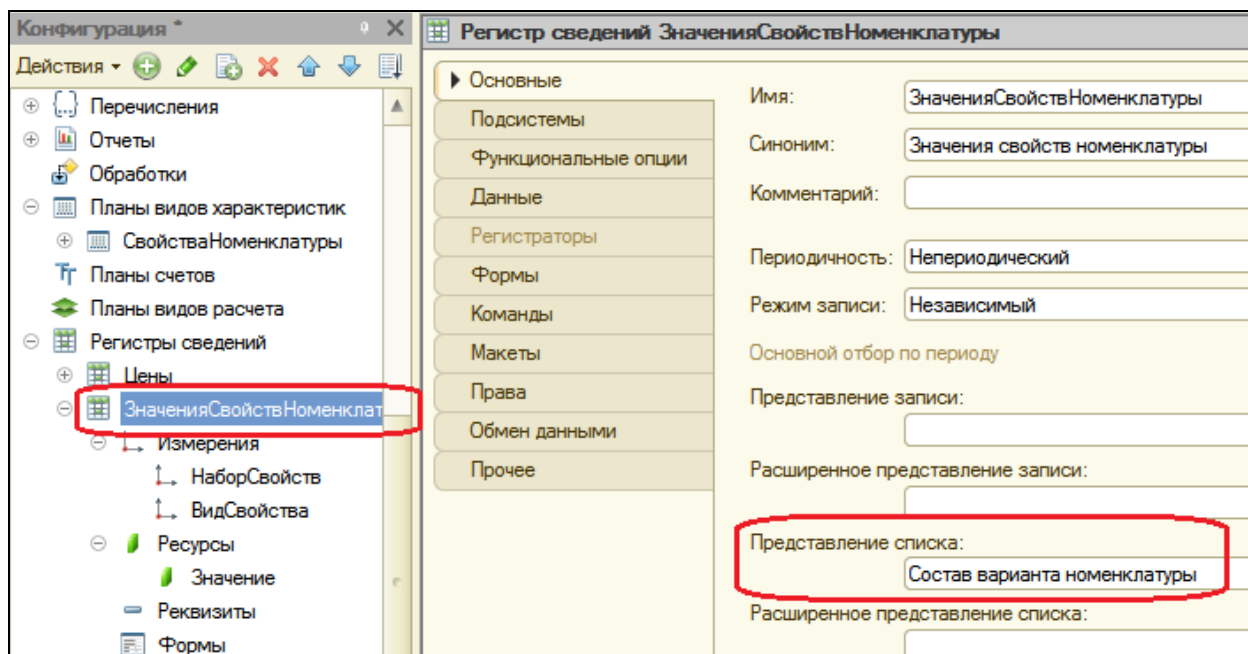 Конфигурация *
Действия
Перечисления
Отчеты
Обработки
Планы видов характеристик
СвойстваНоменклатуры
Планы счетов
Планы видов расчета
Регистры сведений
Цены
ЗначенияСвойствНоменклат
Измерения
НаборСвойств
ВидСвойства
Ресурсы
Значение
Реквизиты
Формы
Регистр сведений ЗначенияСвойствНоменклатуры
Основные
Подсистемы
Функциональные опции
Данные
Регистраторы
Формы
Команды
Макеты
Права
Обмен данными
Прочее
Имя: ЗначенияСвойствНоменклатуры
Синоним: Значения свойств номенклатуры
Комментарий:
Периодичность: Непериодический
Режим записи: Независимый
Основной отбор по периоду
Представление записи:
Расширенное представление записи:
Представление списка:
Состав варианта номенклатуры
Расширенное представление списка: